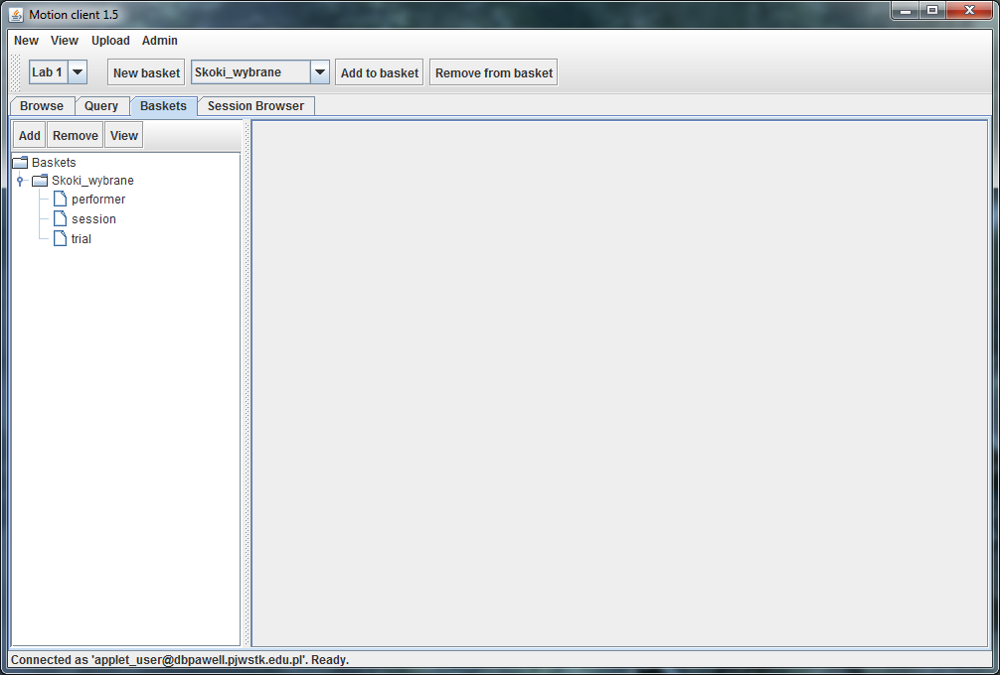 Motion client 1.5
New View Upload Admin
Lab 1 New basket Skoki_wybrane Add to basket Remove from basket
Browse Query Baskets Session Browser
Add Remove View
Baskets
Skoki_wybrane
performer
session
trial
Connected as 'applet_user@dbpawell.pjwstk.edu.pl'. Ready.